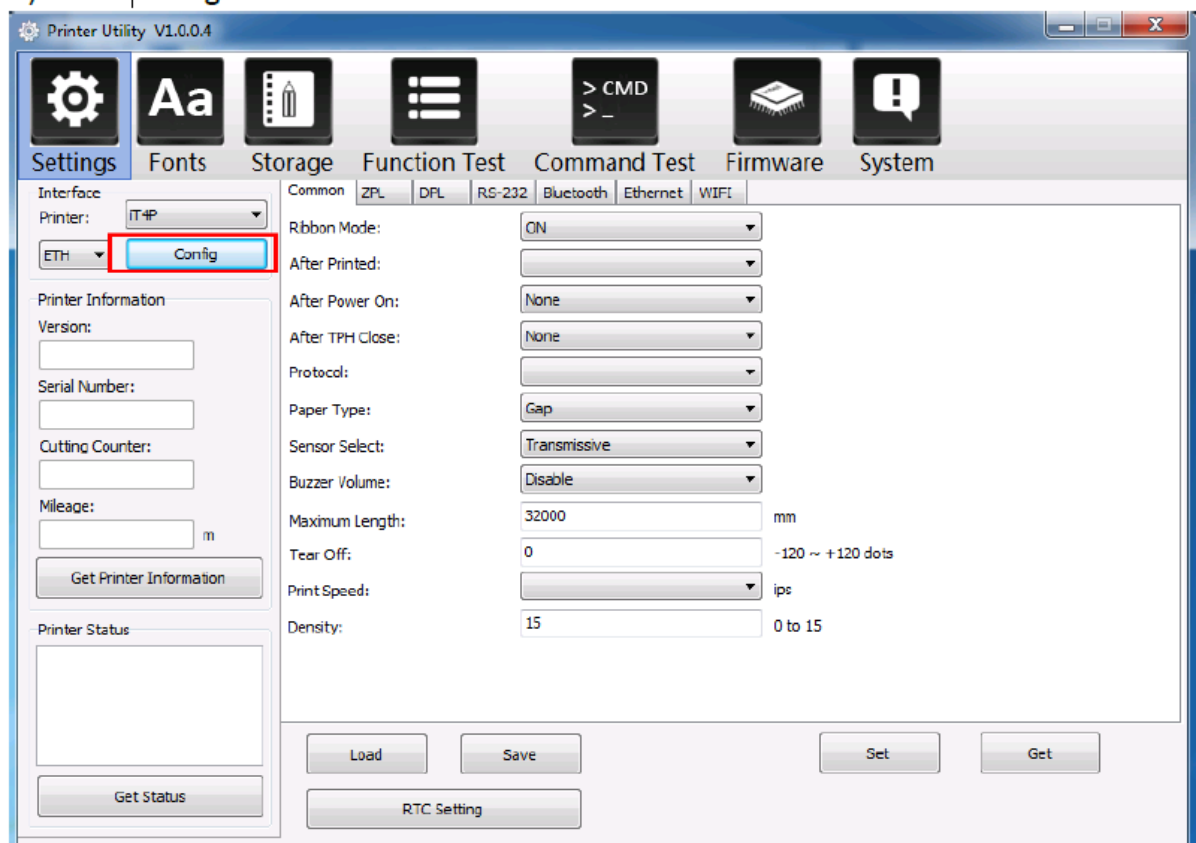 Printer Utility V1.0.0.4
Aa
> CMD
> _
Settings Fonts Storage Function Test Command Test Firmware System
Interface
Printer: iT4P
ETH Config
Printer Information
Version:
Serial Number:
Cutting Counter:
Mileage:
m
Get Printer Information
Printer Status
Get Status
Common ZPL DPL RS-232 Bluetooth Ethernet WIFI
Ribbon Mode: ON
After Printed:
After Power On: None
After TPH Close: None
Protocol:
Paper Type: Gap
Sensor Select: Transmissive
Buzzer Volume: Disable
Maximum Length: 32000 mm
Tear Off: 0 -120 ~ +120 dots
Print Speed: ips
Density: 15 0 to 15
Load Save Set Get
RTC Setting